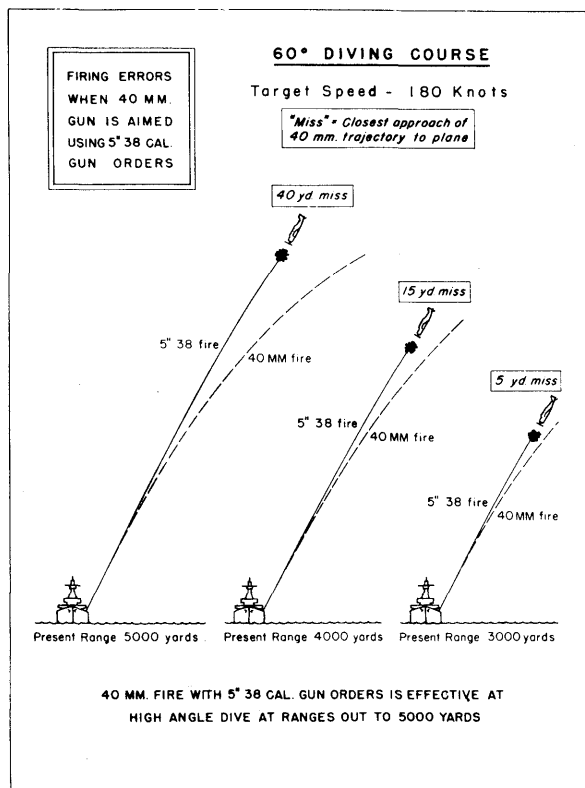 60° DIVING COURSE
Target Speed - 180 Knots
"Miss" = Closest approach of
40 mm. trajectory to plane
FIRING ERRORS
WHEN 40 MM.
GUN IS AIMED
USING 5" 38 CAL.
GUN ORDERS
40 yd miss
5" 38 fire
40 MM fire
15 yd miss
5" 38 fire
40 MM fire
5 yd. miss
5" 38 fire
40 MM fire
Present Range 5000 yards
Present Range 4000 yards
Present Range 3000 yards
40 MM. FIRE WITH 5" 38 CAL. GUN ORDERS IS EFFECTIVE AT
HIGH ANGLE DIVE AT RANGES OUT TO 5000 YARDS